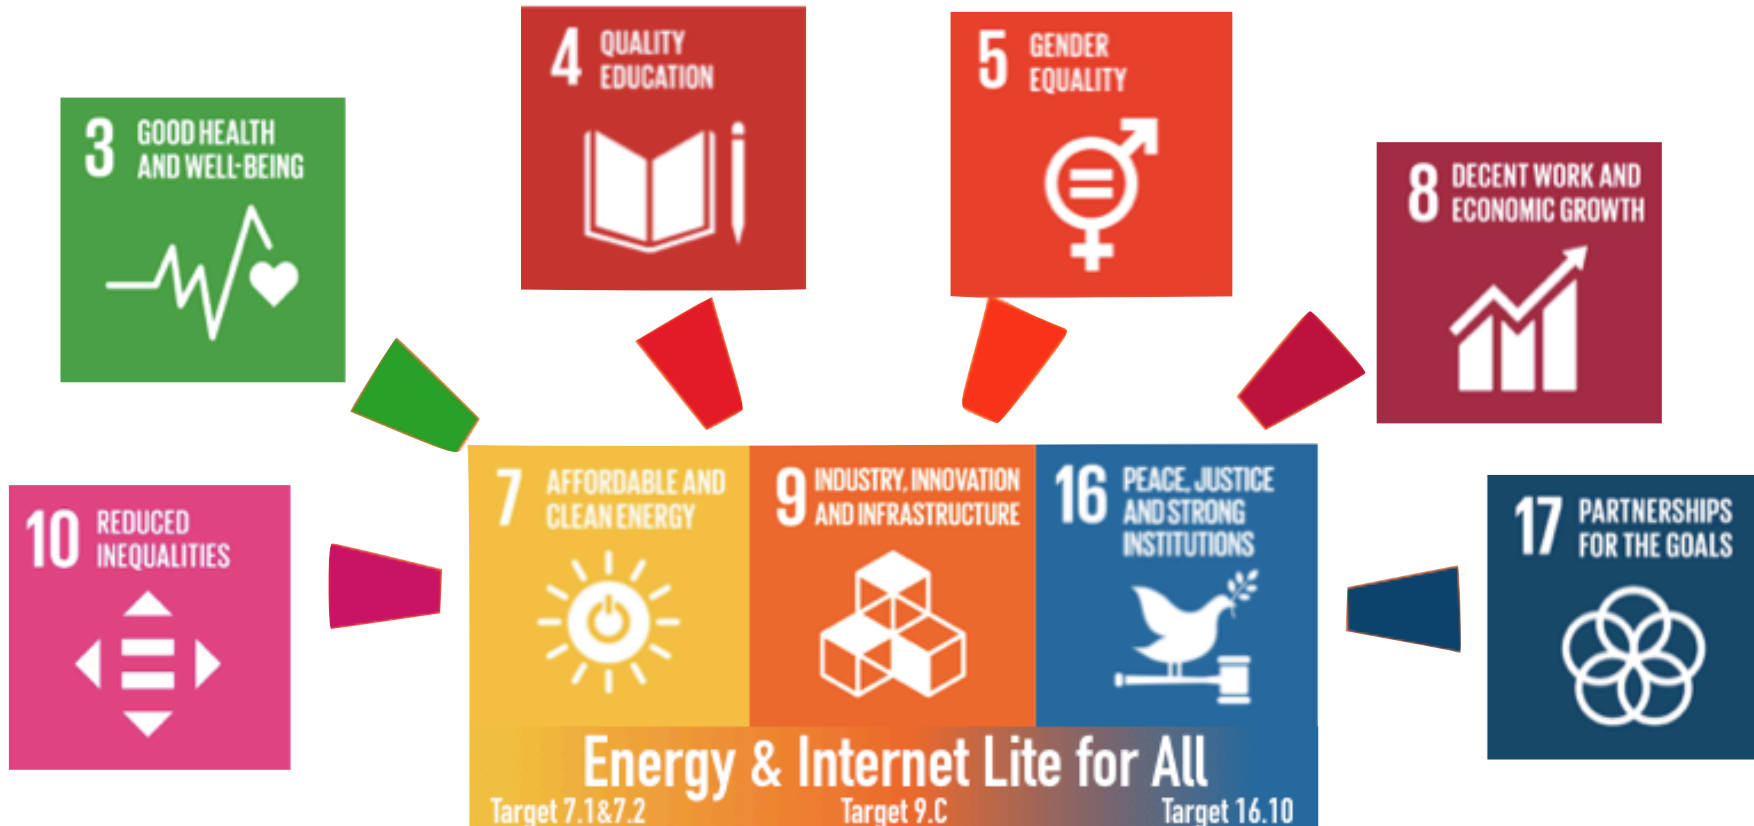 4 QUALITY
EDUCATION
5 GENDER
EQUALITY
3 GOOD HEALTH
AND WELL-BEING
8 DECENT WORK AND
ECONOMIC GROWTH
10 REDUCED
INEQUALITIES
7 AFFORDABLE AND
CLEAN ENERGY
9 INDUSTRY, INNOVATION
AND INFRASTRUCTURE
16 PEACE, JUSTICE
AND STRONG
INSTITUTIONS
17 PARTNERSHIPS
FOR THE GOALS
Energy & Internet Lite for All
Target 7.1&7.2
Target 9.C
Target 16.10